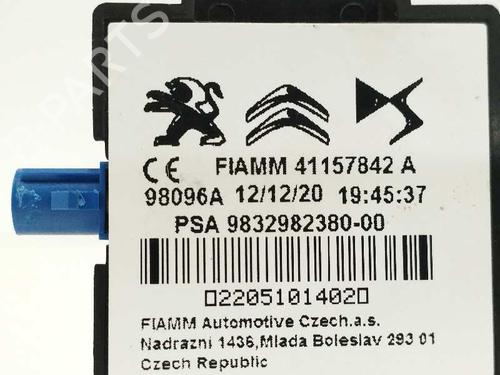 CE FIAMM 41157842 A
98096A 12/12/20 19:45:37
PSA 9832982380-00
▯2205101402▯
FIAMM Automotive Czech.a.s.
Nadrazni 1436,Mlada Boleslav 293 01
Czech Republic